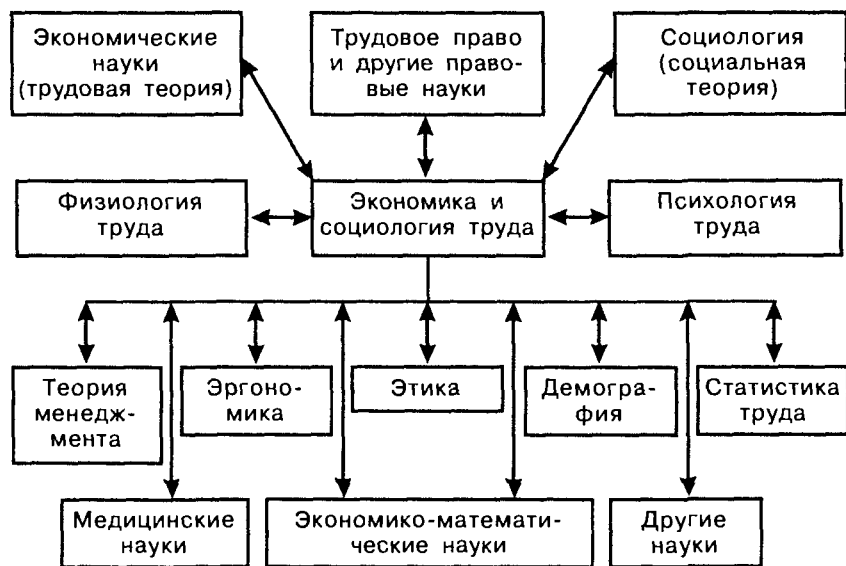 Экономические
науки
(трудовая теория)
Трудовое право
и другие право-
вые науки
Социология
(социальная
теория)
Физиология
труда
Экономика и
социология труда
Психология
труда
Теория
менедж-
мента
Эргоно-
мика
Этика
Демогра-
фия
Статистика
труда
Медицинские
науки
Экономико-математи-
ческие науки
Другие
науки